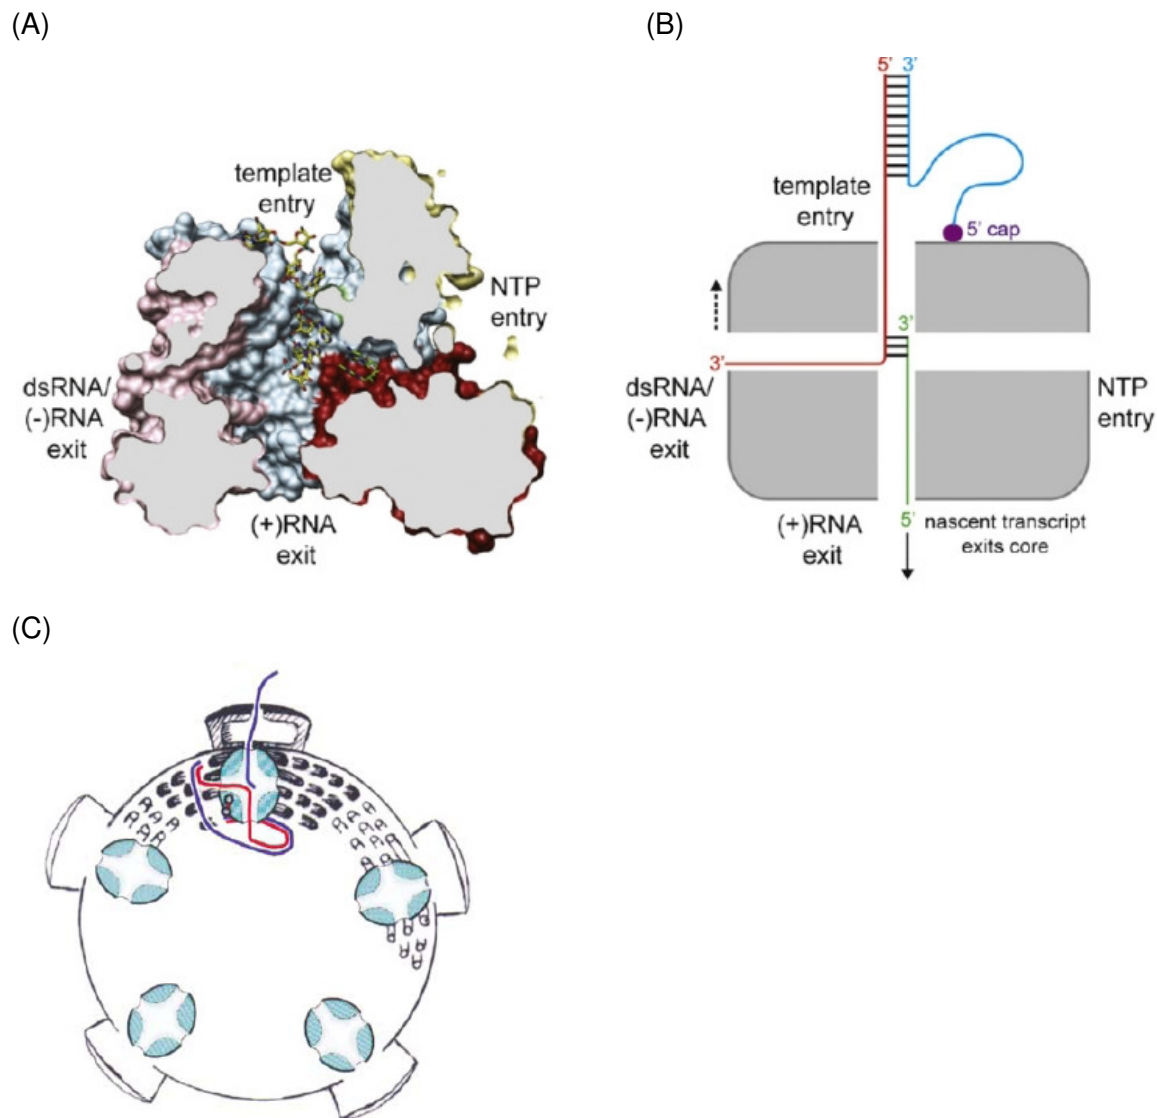 (A)
template
entry
NTP
entry
dsRNA/
(-)RNA
exit
(+)RNA
exit
(B)
5' 3'
template
entry
5' cap
3'
3'
dsRNA/
(-)RNA
exit
NTP
entry
(+)RNA
exit
5'
nascent transcript
exits core
(C)